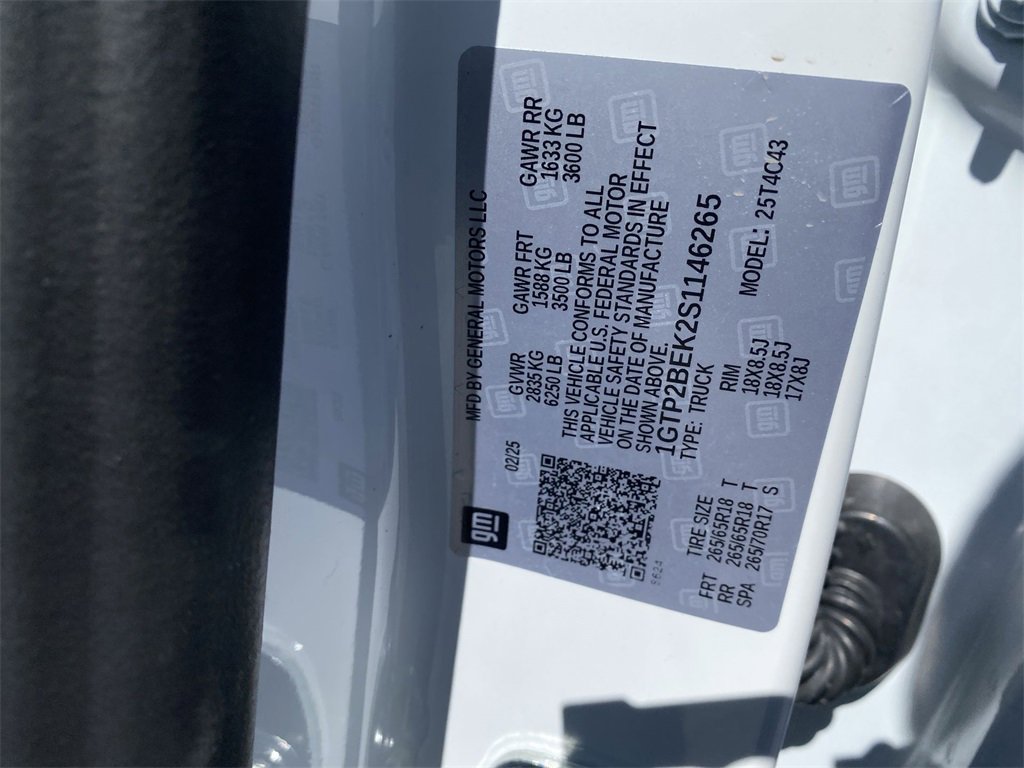 MFD BY GENERAL MOTORS LLC
gm
02/25
GVWR GAWR FRT GAWR RR
2835 KG 1588 KG 1633 KG
6250 LB 3500 LB 3600 LB
THIS VEHICLE CONFORMS TO ALL
APPLICABLE U.S. FEDERAL MOTOR
VEHICLE SAFETY STANDARDS IN EFFECT
ON THE DATE OF MANUFACTURE
SHOWN ABOVE.
1GTP2BEK2S1146265
TYPE: TRUCK MODEL: 25T4C43
8624
TIRE SIZE RIM
FRT 265/65R18 T 18X8.5J
RR 265/65R18 T 18X8.5J
SPA 265/70R17 S 17X8J